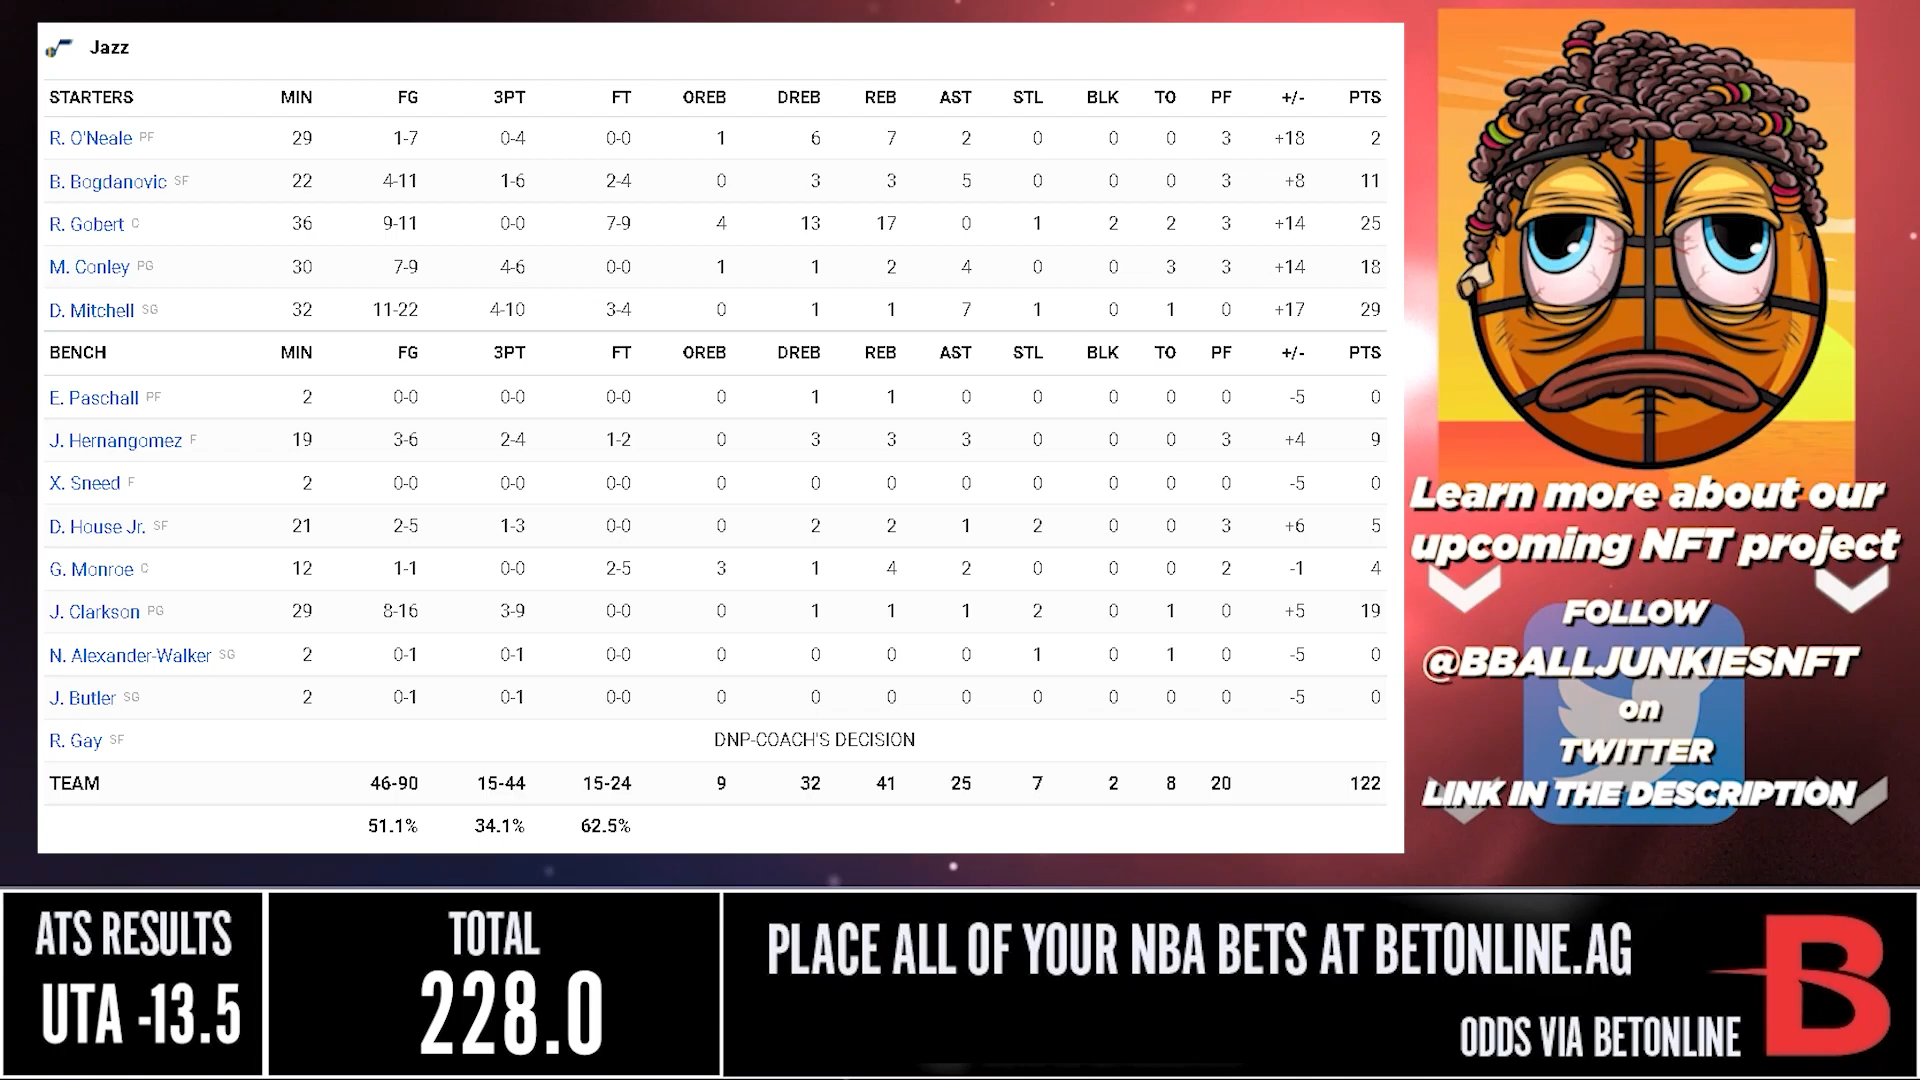 Jazz
STARTERS MIN FG 3PT FT OREB DREB REB AST STL BLK TO PF +/- PTS
R. O'Neale PF 29 1-7 0-4 0-0 1 6 7 2 0 0 0 3 +18 2
B. Bogdanovic SF 22 4-11 1-6 2-4 0 3 3 5 0 0 0 3 +8 11
R. Gobert C 36 9-11 0-0 7-9 4 13 17 0 1 2 2 3 +14 25
M. Conley PG 30 7-9 4-6 0-0 1 1 2 4 0 0 3 3 +14 18
D. Mitchell SG 32 11-22 4-10 3-4 0 1 1 7 1 0 1 0 +17 29
BENCH MIN FG 3PT FT OREB DREB REB AST STL BLK TO PF +/- PTS
E. Paschall PF 2 0-0 0-0 0-0 0 1 1 0 0 0 0 0 -5 0
J. Hernangomez F 19 3-6 2-4 1-2 0 3 3 3 0 0 0 3 +4 9
X. Sneed F 2 0-0 0-0 0-0 0 0 0 0 0 0 0 0 -5 0
D. House Jr. SF 21 2-5 1-3 0-0 0 2 2 1 2 0 0 3 +6 5
G. Monroe C 12 1-1 0-0 2-5 3 1 4 2 0 0 0 2 -1 4
J. Clarkson PG 29 8-16 3-9 0-0 0 1 1 1 2 0 1 0 +5 19
N. Alexander-Walker SG 2 0-1 0-1 0-0 0 0 0 0 1 0 1 0 -5 0
J. Butler SG 2 0-1 0-1 0-0 0 0 0 0 0 0 0 0 -5 0
R. Gay SF DNP-COACH'S DECISION
TEAM 46-90 15-44 15-24 9 32 41 25 7 2 8 20 122
51.1% 34.1% 62.5%
Learn more about our
upcoming NFT project
FOLLOW
@BBALLJUNKIESNFT
on
TWITTER
LINK IN THE DESCRIPTION
ATS RESULTS
UTA -13.5
TOTAL
228.0
PLACE ALL OF YOUR NBA BETS AT BETONLINE.AG
ODDS VIA BETONLINE
B